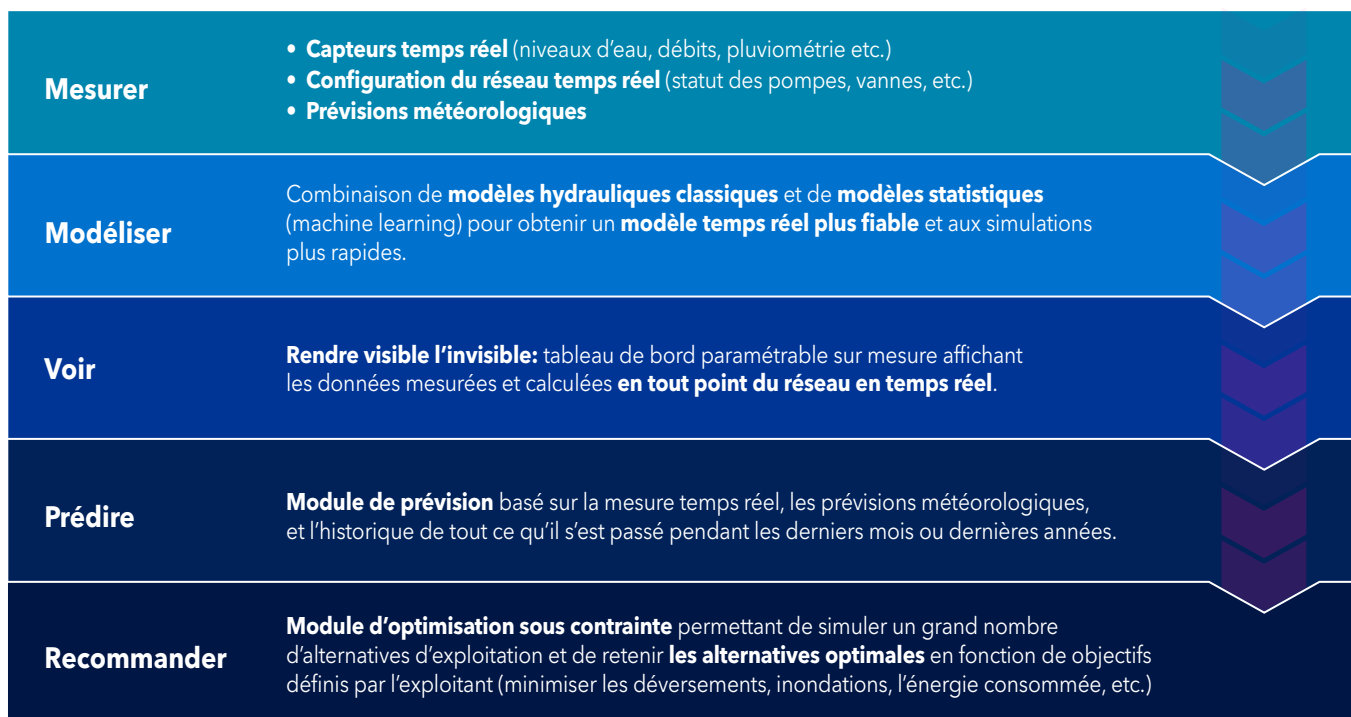 Mesurer
• Capteurs temps réel (niveaux d'eau, débits, pluviométrie etc.)
• Configuration du réseau temps réel (statut des pompes, vannes, etc.)
• Prévisions météorologiques
Modéliser
Combinaison de modèles hydrauliques classiques et de modèles statistiques
(machine learning) pour obtenir un modèle temps réel plus fiable et aux simulations
plus rapides.
Voir
Rendre visible l'invisible: tableau de bord paramétrable sur mesure affichant
les données mesurées et calculées en tout point du réseau en temps réel.
Prédire
Module de prévision basé sur la mesure temps réel, les prévisions météorologiques,
et l'historique de tout ce qu'il s'est passé pendant les derniers mois ou dernières années.
Recommander
Module d'optimisation sous contrainte permettant de simuler un grand nombre
d'alternatives d'exploitation et de retenir les alternatives optimales en fonction de objectifs
définis par l'exploitant (minimiser les déversements, inondations, l'énergie consommée, etc.)